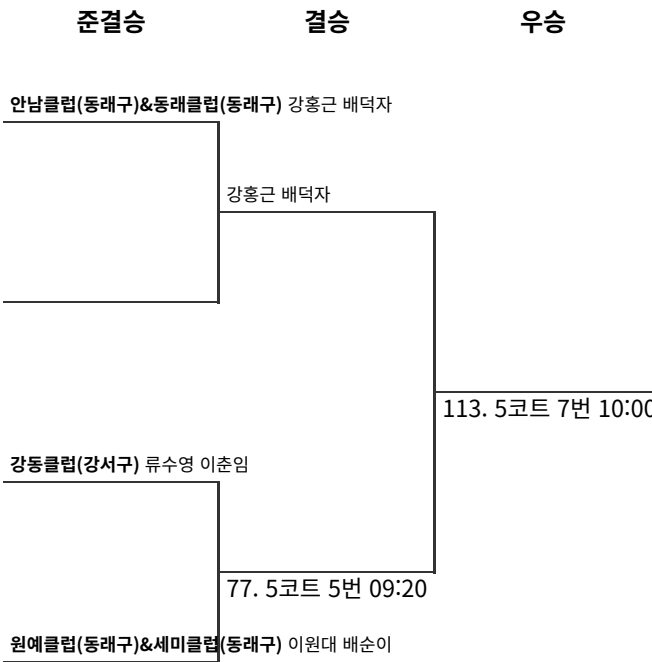 준결승 결승 우승
안남클럽(동래구)&동래클럽(동래구) 강홍근 배덕자
강홍근 배덕자
113. 5코트 7번 10:00
강동클럽(강서구) 류수영 이춘임
77. 5코트 5번 09:20
원예클럽(동래구)&세미클럽(동래구) 이원대 배순이